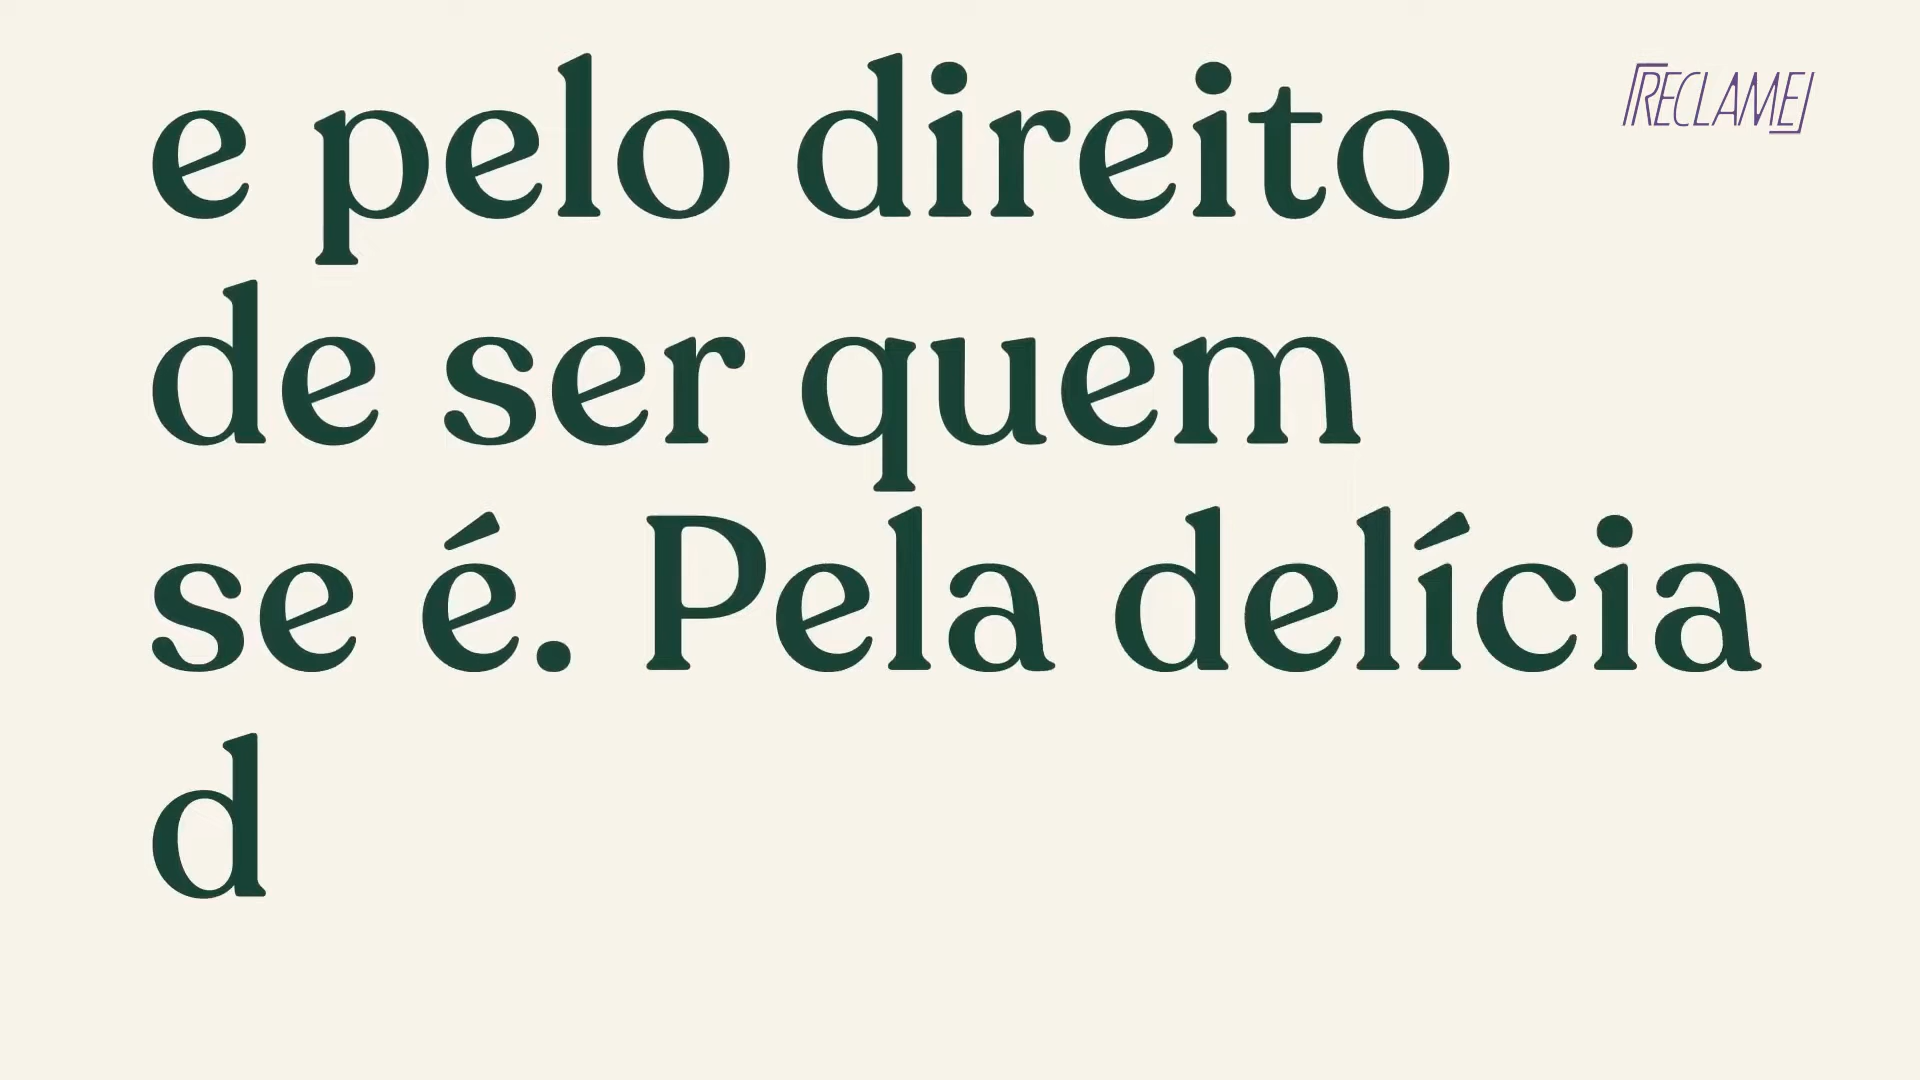 e pelo direito
RECLAME
de ser quem
se é. Pela delícia
d